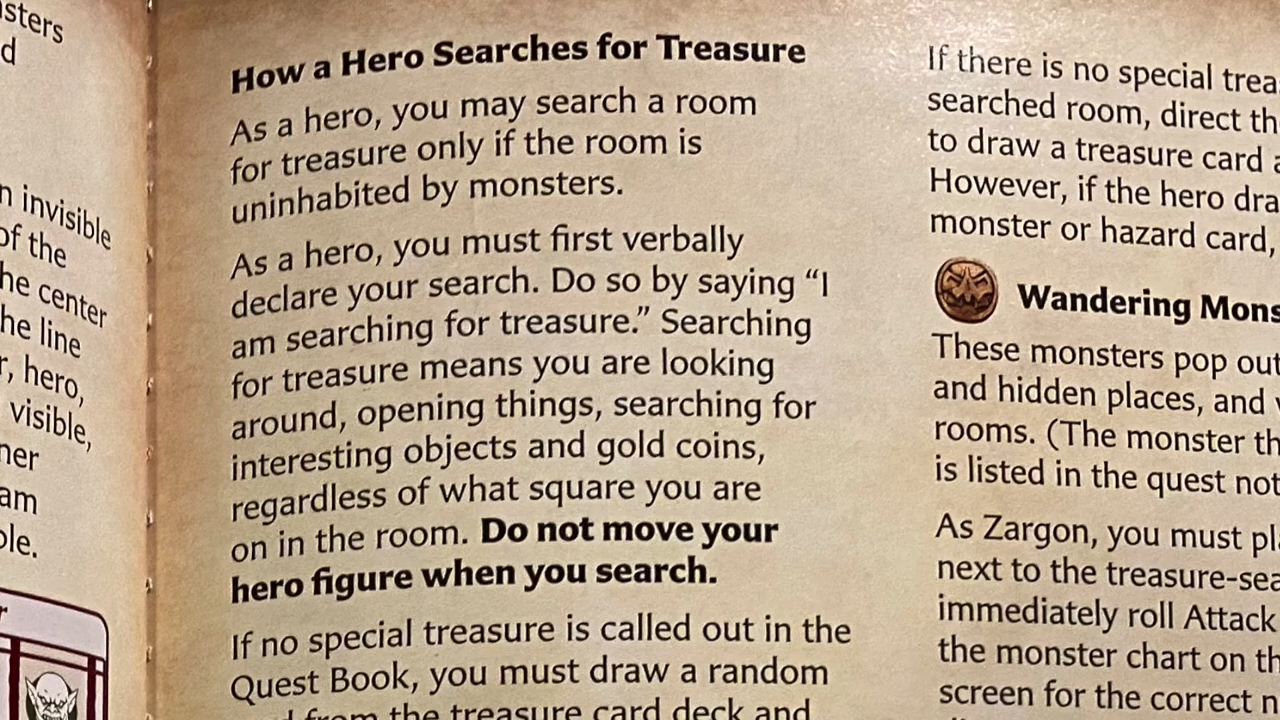 sters
d
n invisible
of the
he center
he line
r, hero,
visible,
ner
am
ole.
r
How a Hero Searches for Treasure
As a hero, you may search a room
for treasure only if the room is
uninhabited by monsters.
As a hero, you must first verbally
declare your search. Do so by saying “I
am searching for treasure.” Searching
for treasure means you are looking
around, opening things, searching for
interesting objects and gold coins,
regardless of what square you are
on in the room. Do not move your
hero figure when you search.
If no special treasure is called out in the
Quest Book, you must draw a random
from the treasure card deck and
If there is no special trea
searched room, direct th
to draw a treasure card a
However, if the hero dra
monster or hazard card,
Wandering Mons
These monsters pop out
and hidden places, and
rooms. (The monster th
is listed in the quest not
As Zargon, you must pl
next to the treasure-sea
immediately roll Attack
the monster chart on th
screen for the correct n